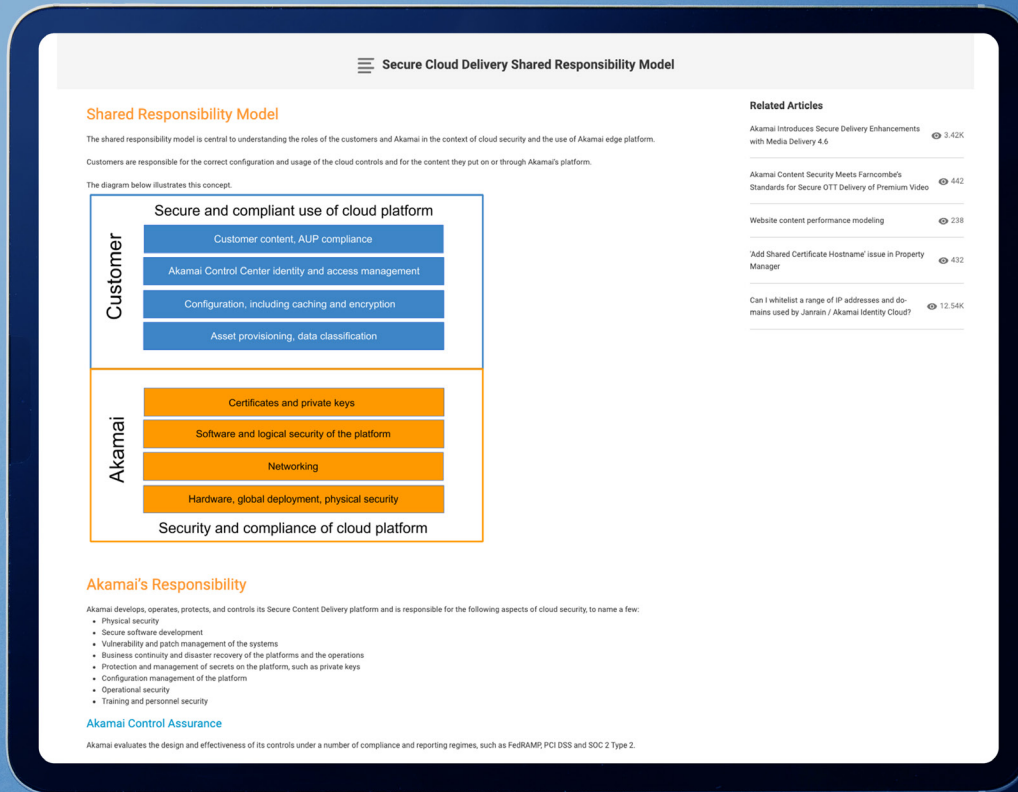 Secure Cloud Delivery Shared Responsibility Model
Shared Responsibility Model
The shared responsibility model is central to understanding the roles of the customers and Akamai in the context of cloud security and the use of Akamai edge platform.
Customers are responsible for the correct configuration and usage of the cloud controls and for the content they put on or through Akamai's platform.
The diagram below illustrates this concept.
Customer
Secure and compliant use of cloud platform
Customer content, AUP compliance
Akamai Control Center identity and access management
Configuration, including caching and encryption
Asset provisioning, data classification
Akamai
Certificates and private keys
Software and logical security of the platform
Networking
Hardware, global deployment, physical security
Security and compliance of cloud platform
Akamai's Responsibility
Akamai develops, operates, protects, and controls its Secure Content Delivery platform and is responsible for the following aspects of cloud security, to name a few:
• Physical security
• Secure software development
• Vulnerability and patch management of the systems
• Business continuity and disaster recovery of the platforms and the operations
• Protection and management of secrets on the platform, such as private keys
• Configuration management of the platform
• Operational security
• Training and personnel security
Akamai Control Assurance
Akamai evaluates the design and effectiveness of its controls under a number of compliance and reporting regimes, such as FedRAMP, PCI DSS and SOC 2 Type 2.
Related Articles
Akamai Introduces Secure Delivery Enhancements
with Media Delivery 4.6
3.42K
Akamai Content Security Meets Farncombe's
Standards for Secure OTT Delivery of Premium Video
442
Website content performance modeling
238
'Add Shared Certificate Hostname' issue in Property
Manager
432
Can I whitelist a range of IP addresses and do-
mains used by Janrain / Akamai Identity Cloud?
12.54K